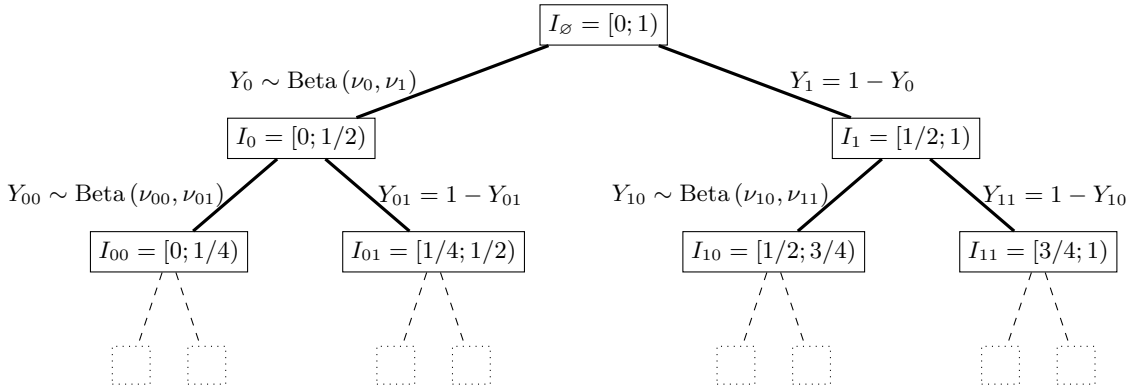 I_∅ = [0; 1)
Y_0 ∼ Beta (ν_0, ν_1)
Y_1 = 1 − Y_0
I_0 = [0; 1/2)
I_1 = [1/2; 1)
Y_00 ∼ Beta (ν_00, ν_01)
Y_01 = 1 − Y_01
Y_10 ∼ Beta (ν_10, ν_11)
Y_11 = 1 − Y_10
I_00 = [0; 1/4)
I_01 = [1/4; 1/2)
I_10 = [1/2; 3/4)
I_11 = [3/4; 1)